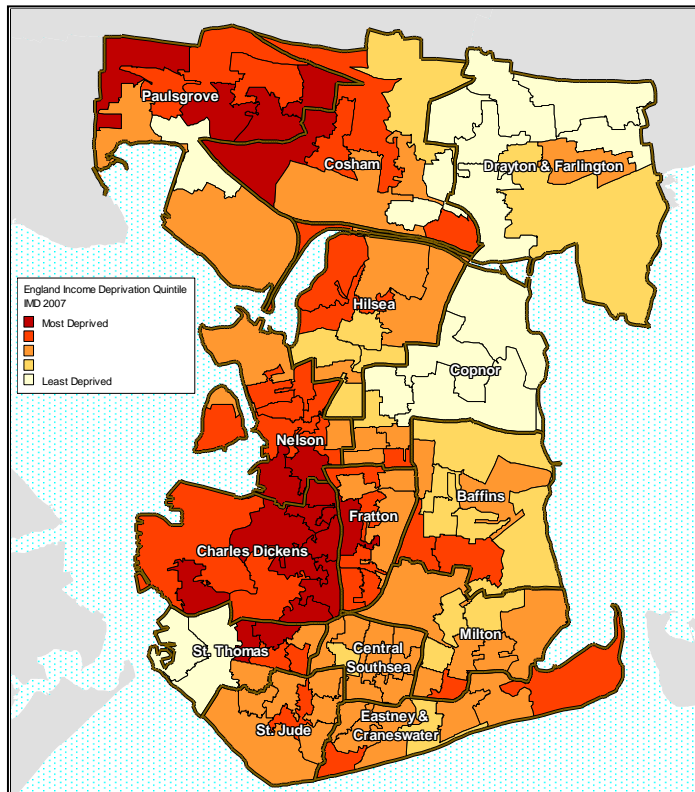 Paulsgrove
Cosham
Drayton & Farlington
England Income Deprivation Quintile
IMD 2007
Most Deprived
Least Deprived
Hilsea
Copnor
Nelson
Baffins
Fratton
Charles Dickens
St. Thomas
Central
Southsea
Milton
St. Jude
Eastney &
Craneswater